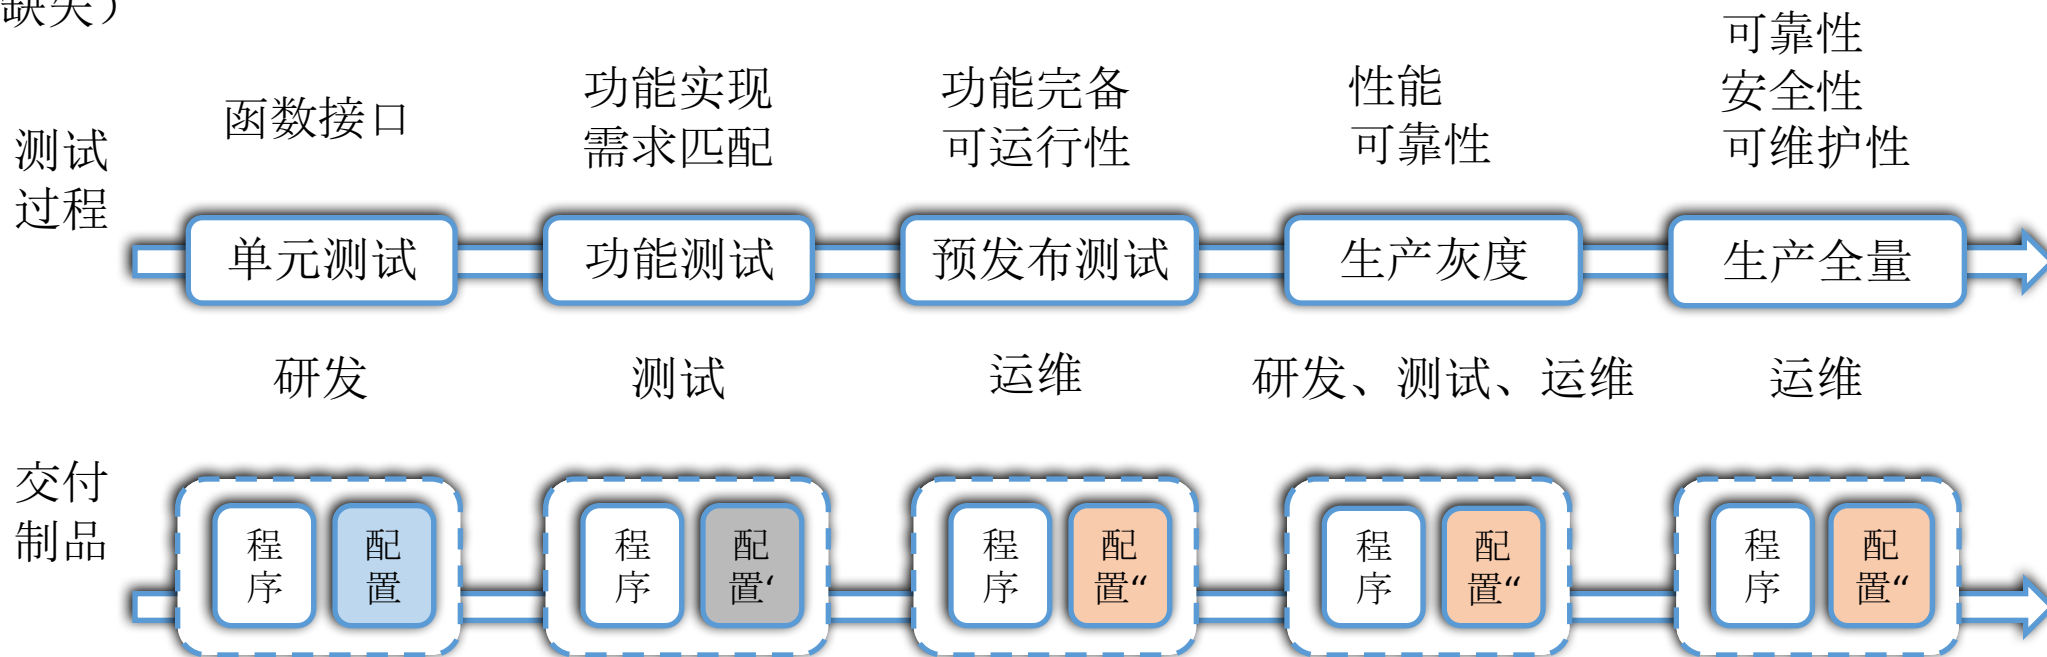 缺失）
函数接口
功能实现
需求匹配
功能完备
可运行性
性能
可靠性
可靠性
安全性
可维护性
测试
过程
单元测试
功能测试
预发布测试
生产灰度
生产全量
研发
测试
运维
研发、测试、运维
运维
交付
制品
程
序
配
置
程
序
配
置‘
程
序
配
置“
程
序
配
置“
程
序
配
置“